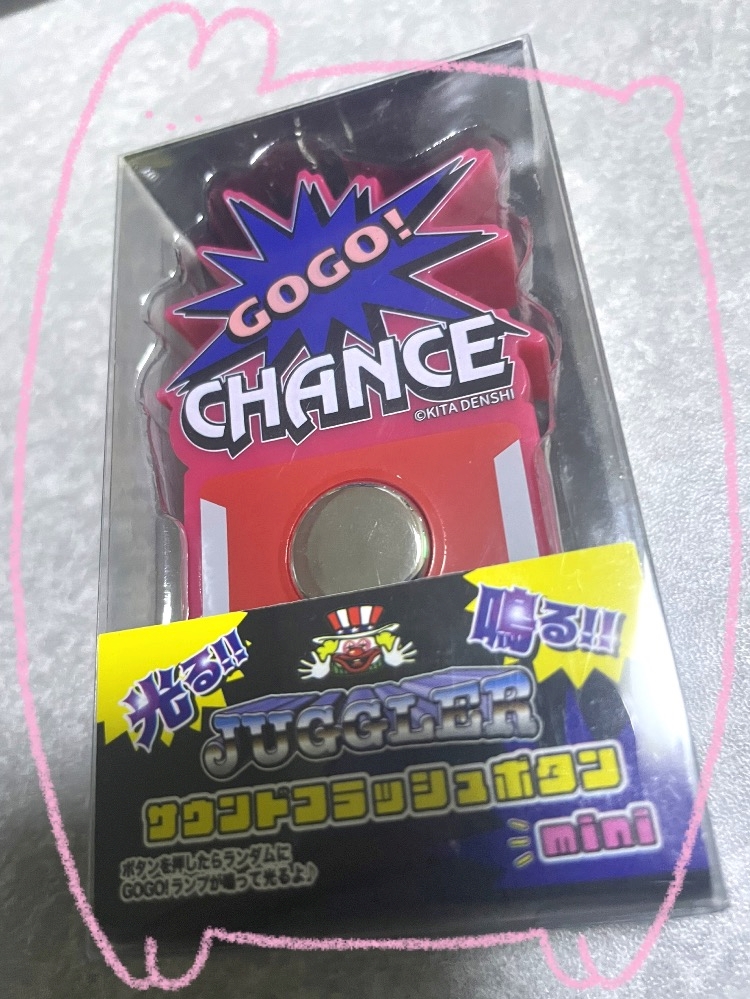 GOGO!
CHANCE
©KITA DENSHI
光る!!
鳴る!!
JUGGLER
サウンドフラッシュボタン
mini
ボタンを押したらランダムに
GOGO!ランプが鳴って光るよ♪